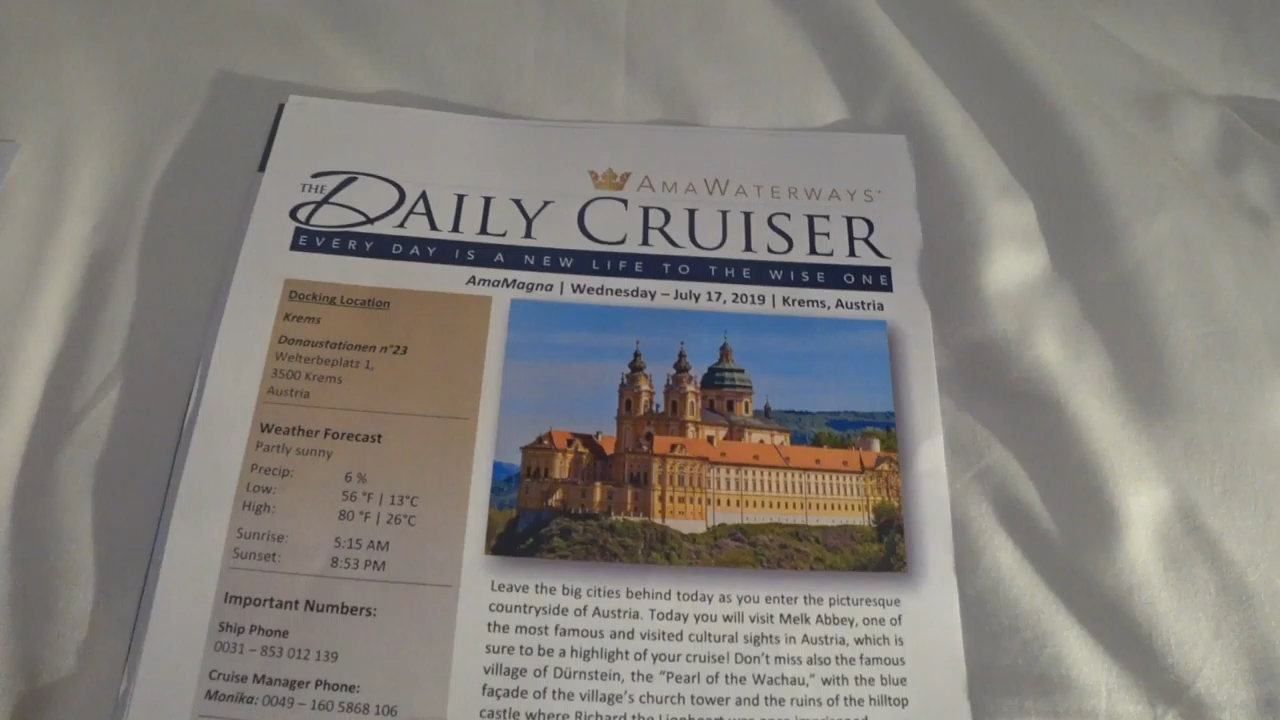 AMAWATERWAYS
THE DAILY CRUISER
EVERY DAY IS A NEW LIFE TO THE WISE ONE
AmaMagna | Wednesday – July 17, 2019 | Krems, Austria
Docking Location
Krems
Donaustationen n°23
Welterbeplatz 1,
3500 Krems
Austria
Weather Forecast
Partly sunny
Precip: 6 %
Low: 56 °F | 13°C
High: 80 °F | 26°C
Sunrise: 5:15 AM
Sunset: 8:53 PM
Important Numbers:
Ship Phone
0031 – 853 012 139
Cruise Manager Phone:
Monika: 0049 – 160 5868 106
Leave the big cities behind today as you enter the picturesque
countryside of Austria. Today you will visit Melk Abbey, one of
the most famous and visited cultural sights in Austria, which is
sure to be a highlight of your cruise! Don't miss also the famous
village of Dürnstein, the "Pearl of the Wachau," with the blue
façade of the village's church tower and the ruins of the hilltop
castle where Richard the Lionheart was once imprisoned